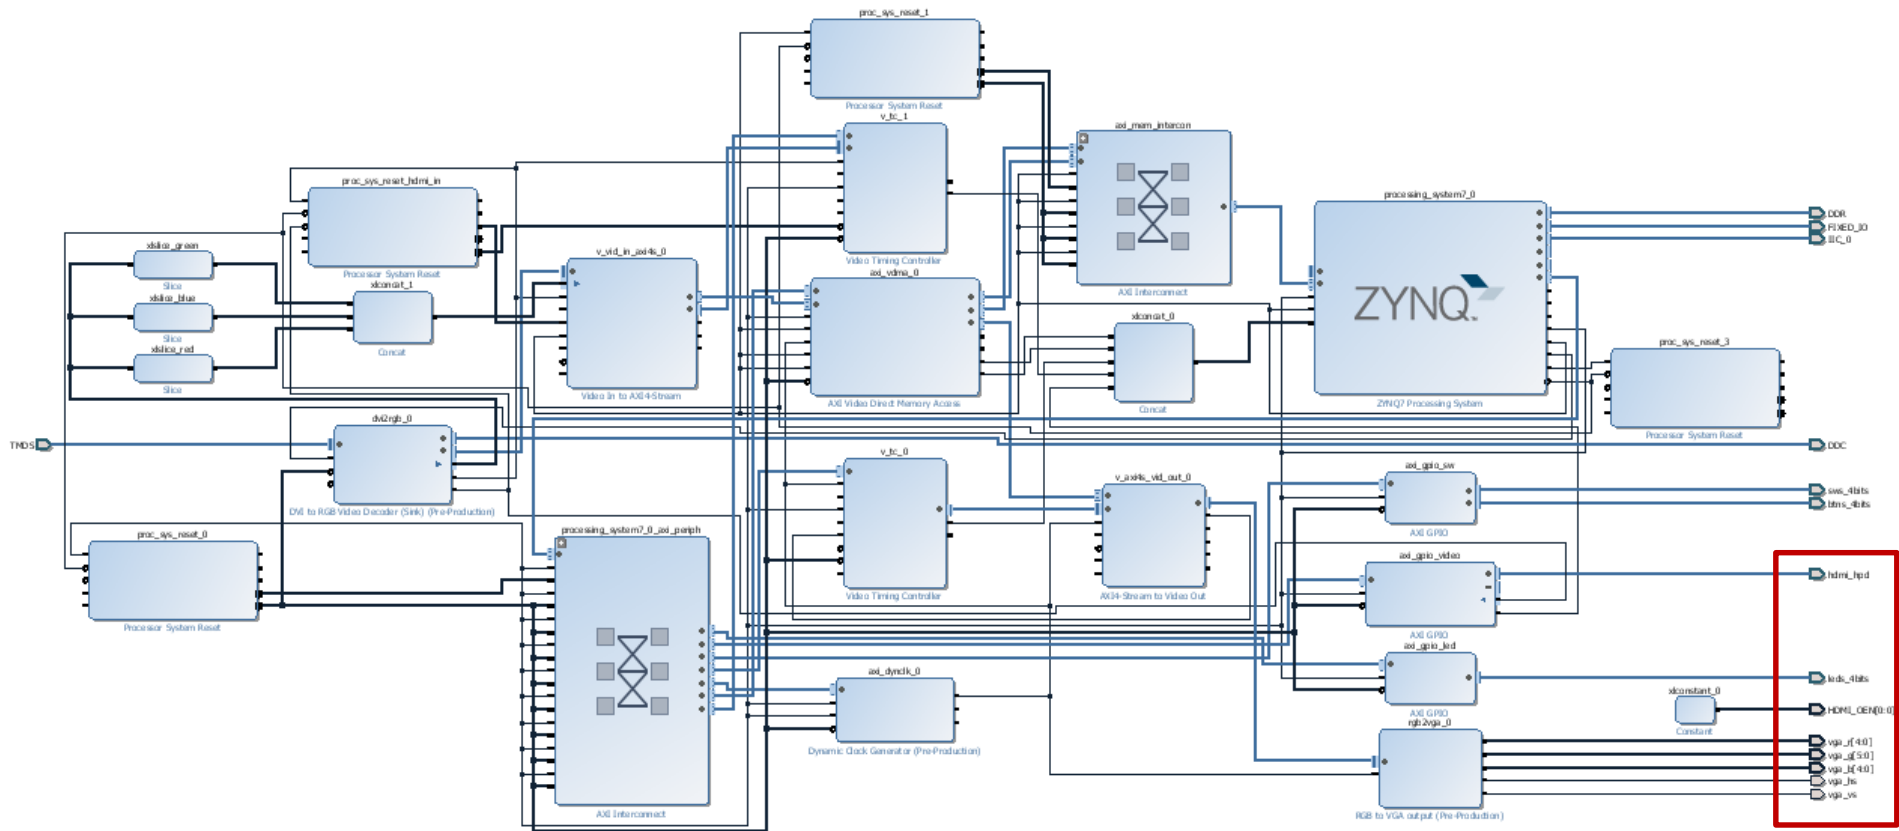 proc_sys_reset_1
Processor System Reset
v_tc_1
Video Timing Controller
axi_mem_intercon
AXI Interconnect
proc_sys_reset_hdmi_in
Processor System Reset
xlslice_green
Slice
xlslice_blue
Slice
xlslice_red
Slice
xlconcat_1
Concat
v_vid_in_axi4s_0
Video In to AXI4-Stream
axi_vdma_0
AXI Video Direct Memory Access
xlconcat_0
Concat
processing_system7_0
ZYNQ
ZYNQ7 Processing System
DDR
FIXED_IO
IIC_0
proc_sys_reset_3
Processor System Reset
TMDS
dvi2rgb_0
DVI to RGB Video Decoder (Sink) (Pre-Production)
DDC
v_tc_0
Video Timing Controller
v_axi4s_vid_out_0
AXI4-Stream to Video Out
axi_gpio_sw
AXI GPIO
sws_4bits
btns_4bits
proc_sys_reset_0
Processor System Reset
processing_system7_0_axi_periph
AXI Interconnect
axi_gpio_video
AXI GPIO
hdmi_hpd
axi_gpio_led
AXI GPIO
leds_4bits
axi_dynclk_0
Dynamic Clock Generator (Pre-Production)
xlconstant_0
Constant
HDMI_OEN[0:0]
rgb2vga_0
RGB to VGA output (Pre-Production)
vga_r[4:0]
vga_g[5:0]
vga_b[4:0]
vga_hs
vga_vs